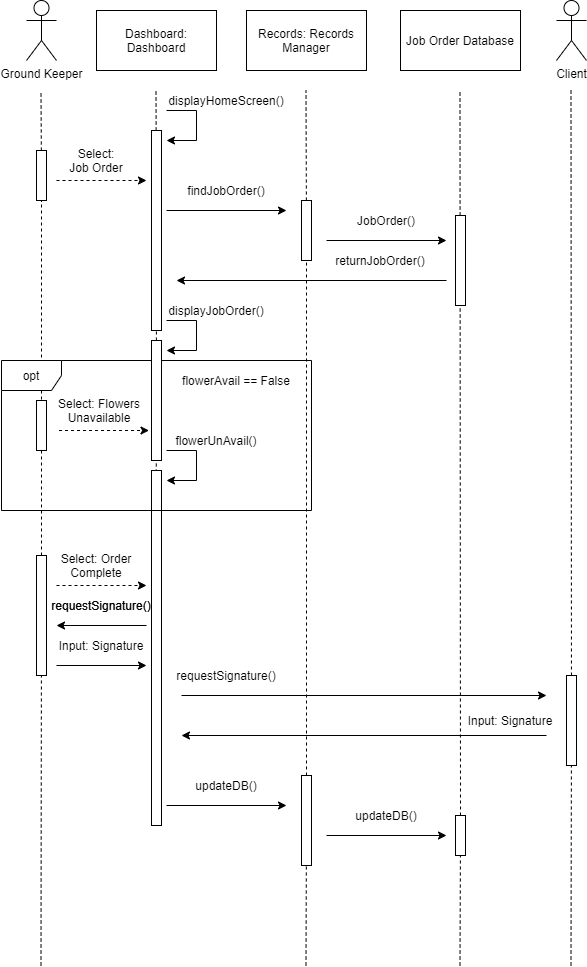 Ground Keeper
Dashboard:
Dashboard
Records: Records
Manager
Job Order Database
Client
displayHomeScreen()
Select:
Job Order
findJobOrder()
JobOrder()
returnJobOrder()
displayJobOrder()
opt
flowerAvail == False
Select: Flowers
Unavailable
flowerUnAvail()
Select: Order
Complete
requestSignature()
Input: Signature
requestSignature()
Input: Signature
updateDB()
updateDB()